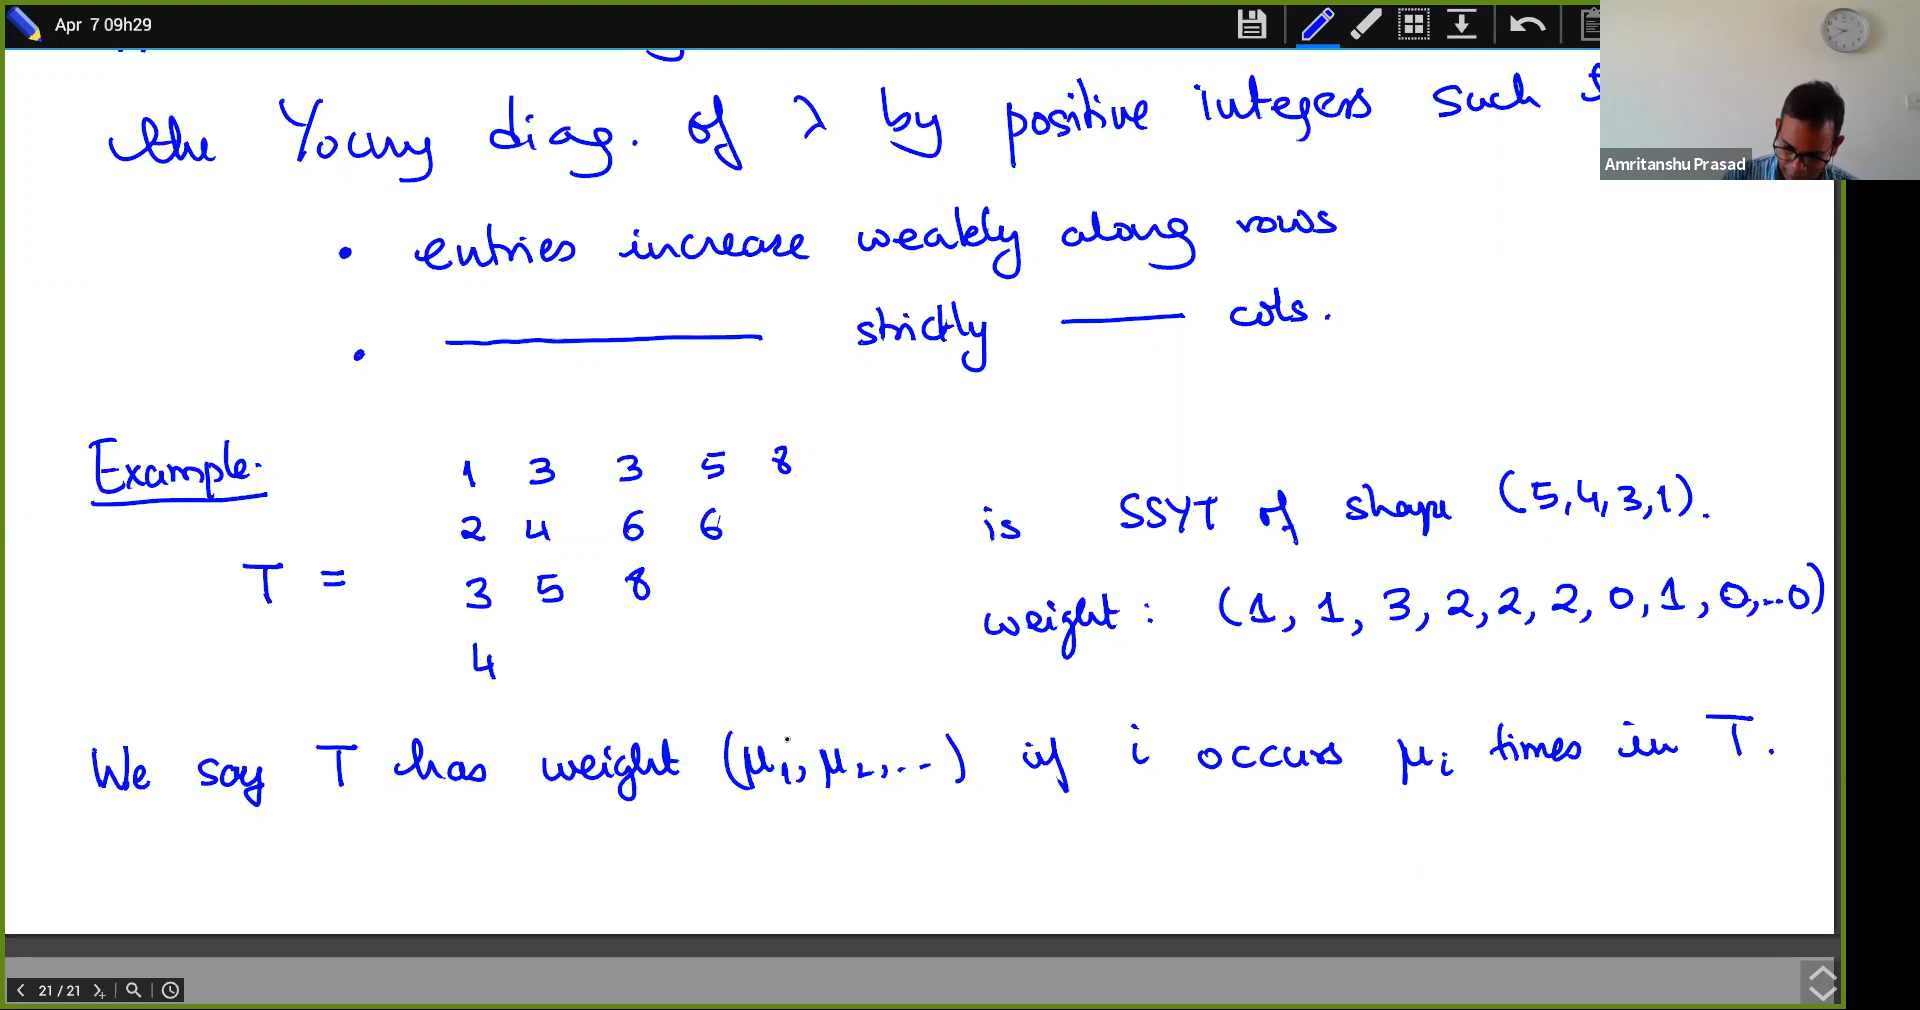 Apr 7 09h29
the Young diag. of λ by positive integers such
Amritanshu Prasad
• entries increase weakly along rows
• ______ strictly ____ cols.
Example.
1 3 3 5 8
2 4 6 6
is SSYT of shape (5,4,3,1).
T = 3 5 8
weight: (1, 1, 3, 2, 2, 2, 0, 1, 0,...0)
4
We say T has weight (μ₁, μ₂, ...) if i occurs μᵢ times in T.
21 / 21